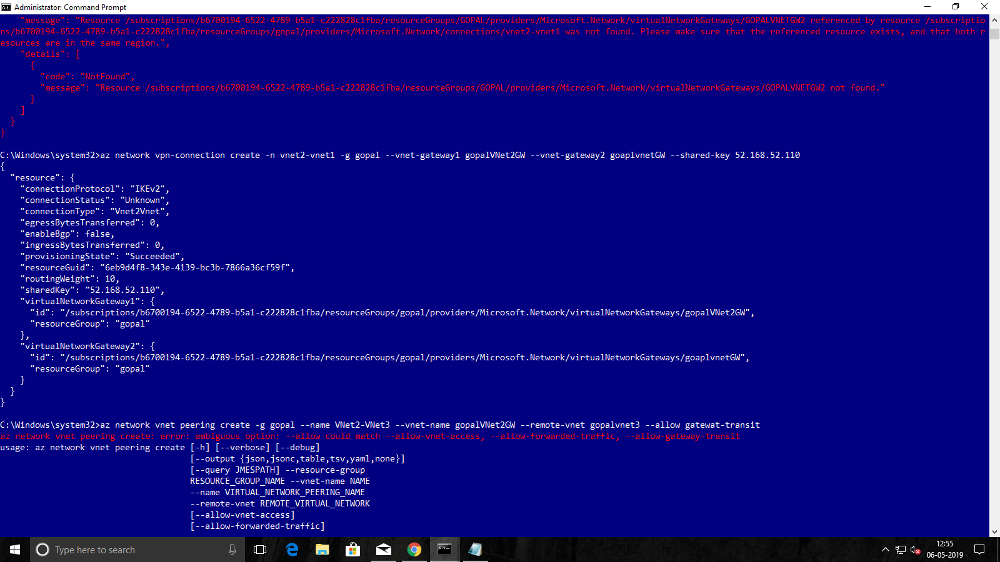 Administrator: Command Prompt
    "message": "Resource /subscriptions/b6700194-6522-4789-b5a1-c222828c1fba/resourceGroups/GOPAL/providers/Microsoft.Network/virtualNetworkGateways/GOPALVNETGW2 referenced by resource /subscriptio
ns/b6700194-6522-4789-b5a1-c222828c1fba/resourceGroups/gopal/providers/Microsoft.Network/connections/vnet2-vnet1 was not found. Please make sure that the referenced resource exists, and that both r
esources are in the same region.",
    "details": [
      {
        "code": "NotFound",
        "message": "Resource /subscriptions/b6700194-6522-4789-b5a1-c222828c1fba/resourceGroups/GOPAL/providers/Microsoft.Network/virtualNetworkGateways/GOPALVNETGW2 not found."
      }
    ]
  }
}
C:\Windows\system32>az network vpn-connection create -n vnet2-vnet1 -g gopal --vnet-gateway1 gopalVNet2GW --vnet-gateway2 goaplvnetGW --shared-key 52.168.52.110
{
  "resource": {
    "connectionProtocol": "IKEv2",
    "connectionStatus": "Unknown",
    "connectionType": "Vnet2Vnet",
    "egressBytesTransferred": 0,
    "enableBgp": false,
    "ingressBytesTransferred": 0,
    "provisioningState": "Succeeded",
    "resourceGuid": "6eb9d4f8-343e-4139-bc3b-7866a36cf59f",
    "routingWeight": 10,
    "sharedKey": "52.168.52.110",
    "virtualNetworkGateway1": {
      "id": "/subscriptions/b6700194-6522-4789-b5a1-c222828c1fba/resourceGroups/gopal/providers/Microsoft.Network/virtualNetworkGateways/gopalVNet2GW",
      "resourceGroup": "gopal"
    },
    "virtualNetworkGateway2": {
      "id": "/subscriptions/b6700194-6522-4789-b5a1-c222828c1fba/resourceGroups/gopal/providers/Microsoft.Network/virtualNetworkGateways/goaplvnetGW",
      "resourceGroup": "gopal"
    }
  }
}
C:\Windows\system32>az network vnet peering create -g gopal --name VNet2-VNet3 --vnet-name gopalVNet2GW --remote-vnet gopalvnet3 --allow gatewat-transit
az network vnet peering create: error: ambiguous option: --allow could match --allow-vnet-access, --allow-forwarded-traffic, --allow-gateway-transit
usage: az network vnet peering create [-h] [--verbose] [--debug]
                                      [--output {json,jsonc,table,tsv,yaml,none}]
                                      [--query JMESPATH] --resource-group
                                      RESOURCE_GROUP_NAME --vnet-name NAME
                                      --name VIRTUAL_NETWORK_PEERING_NAME
                                      --remote-vnet REMOTE_VIRTUAL_NETWORK
                                      [--allow-vnet-access]
                                      [--allow-forwarded-traffic]
Type here to search
12:55
06-05-2019